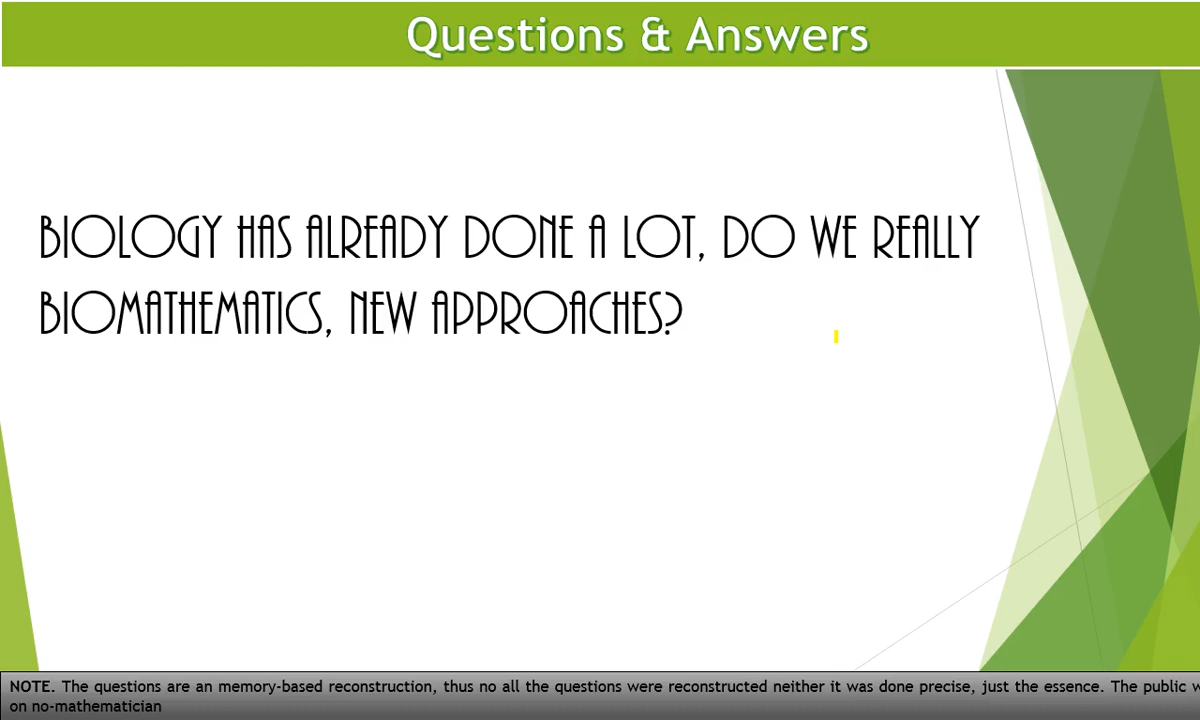 Questions & Answers
BIOLOGY HAS ALREADY DONE A LOT, DO WE REALLY
BIOMATHEMATICS, NEW APPROACHES?
NOTE. The questions are an memory-based reconstruction, thus no all the questions were reconstructed neither it was done precise, just the essence. The public
on no-mathematician